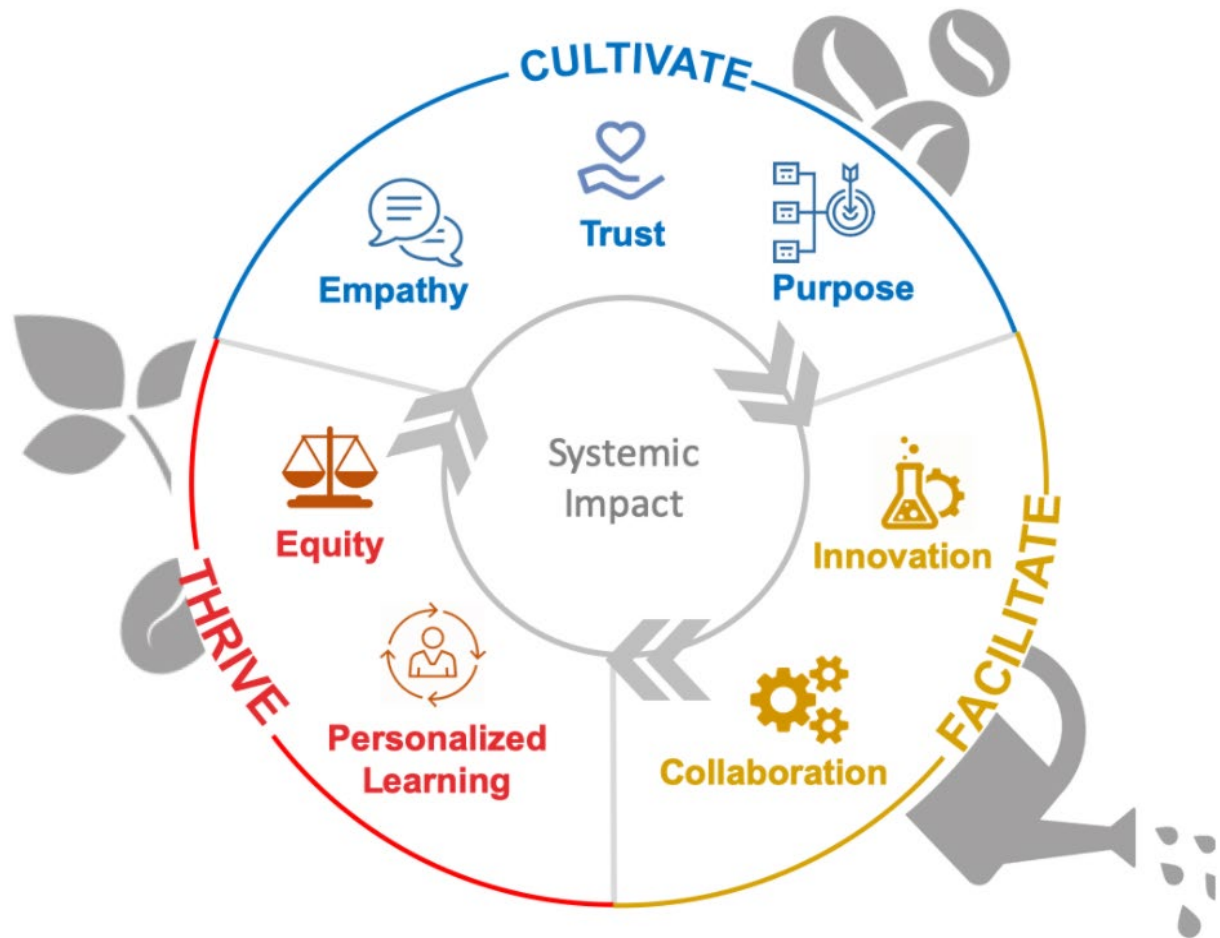 CULTIVATE
Trust
Empathy
Purpose
Systemic
Impact
Equity
Innovation
THRIVE
FACILITATE
Personalized
Learning
Collaboration